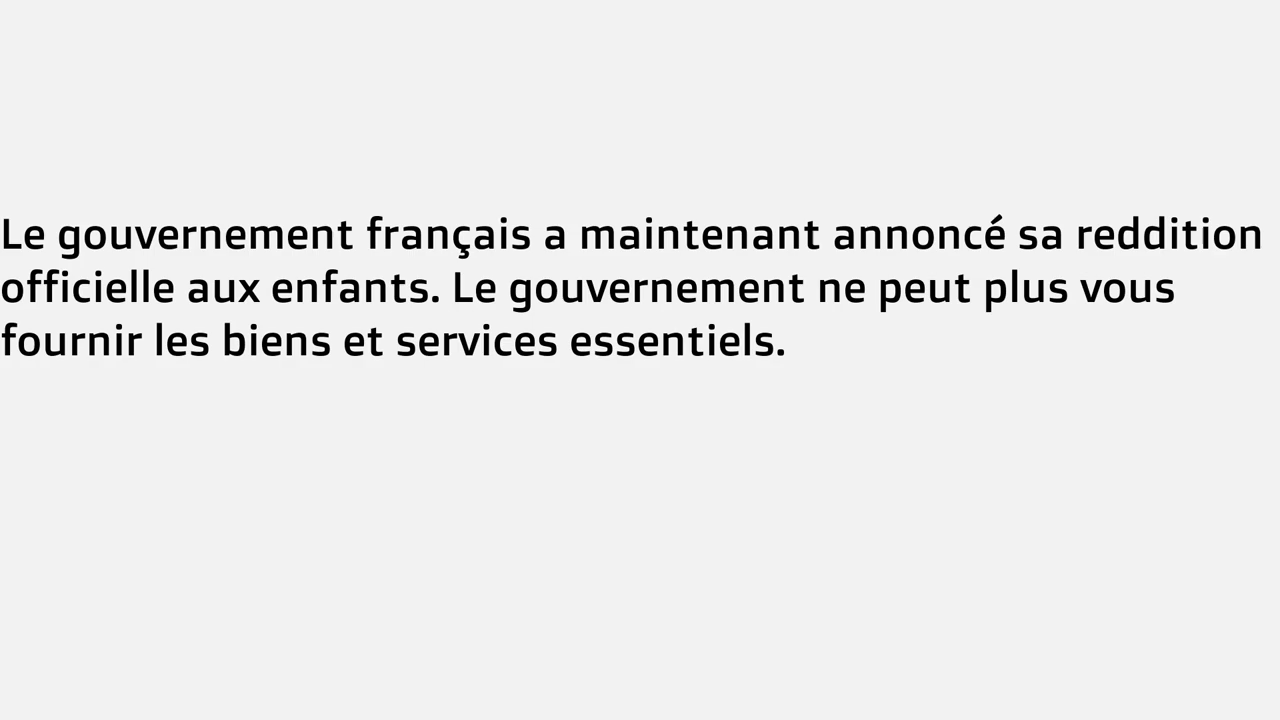 Le gouvernement français a maintenant annoncé sa reddition
officielle aux enfants. Le gouvernement ne peut plus vous
fournir les biens et services essentiels.